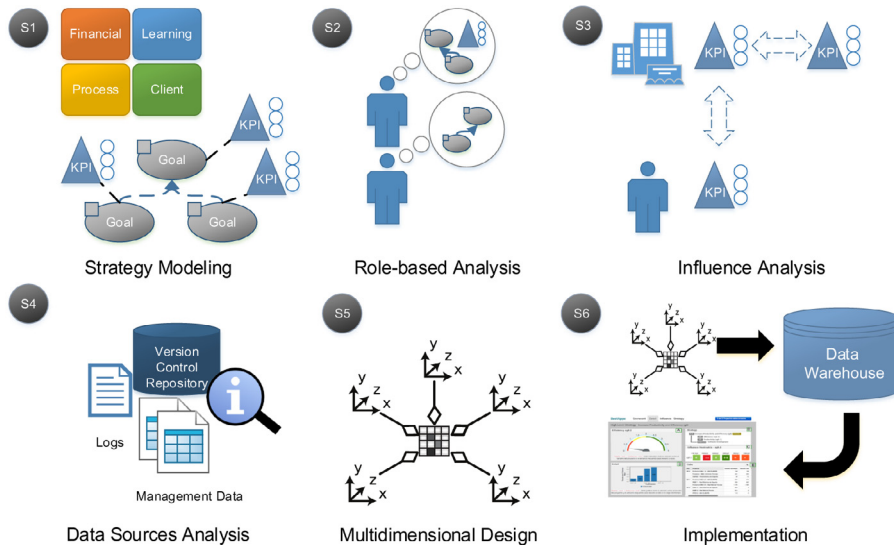 S1
Financial
Learning
Process
Client
KPI
Goal
KPI
KPI
Goal
Goal
Strategy Modeling
S2
KPI
Role-based Analysis
S3
KPI
KPI
KPI
Influence Analysis
S4
Version
Control
Repository
Logs
Management Data
Data Sources Analysis
S5
y
z
x
y
z
x
y
z
x
y
z
x
y
z
x
Multidimensional Design
S6
y
z
x
y
z
x
y
z
x
y
z
x
y
z
x
Data
Warehouse
Implementation